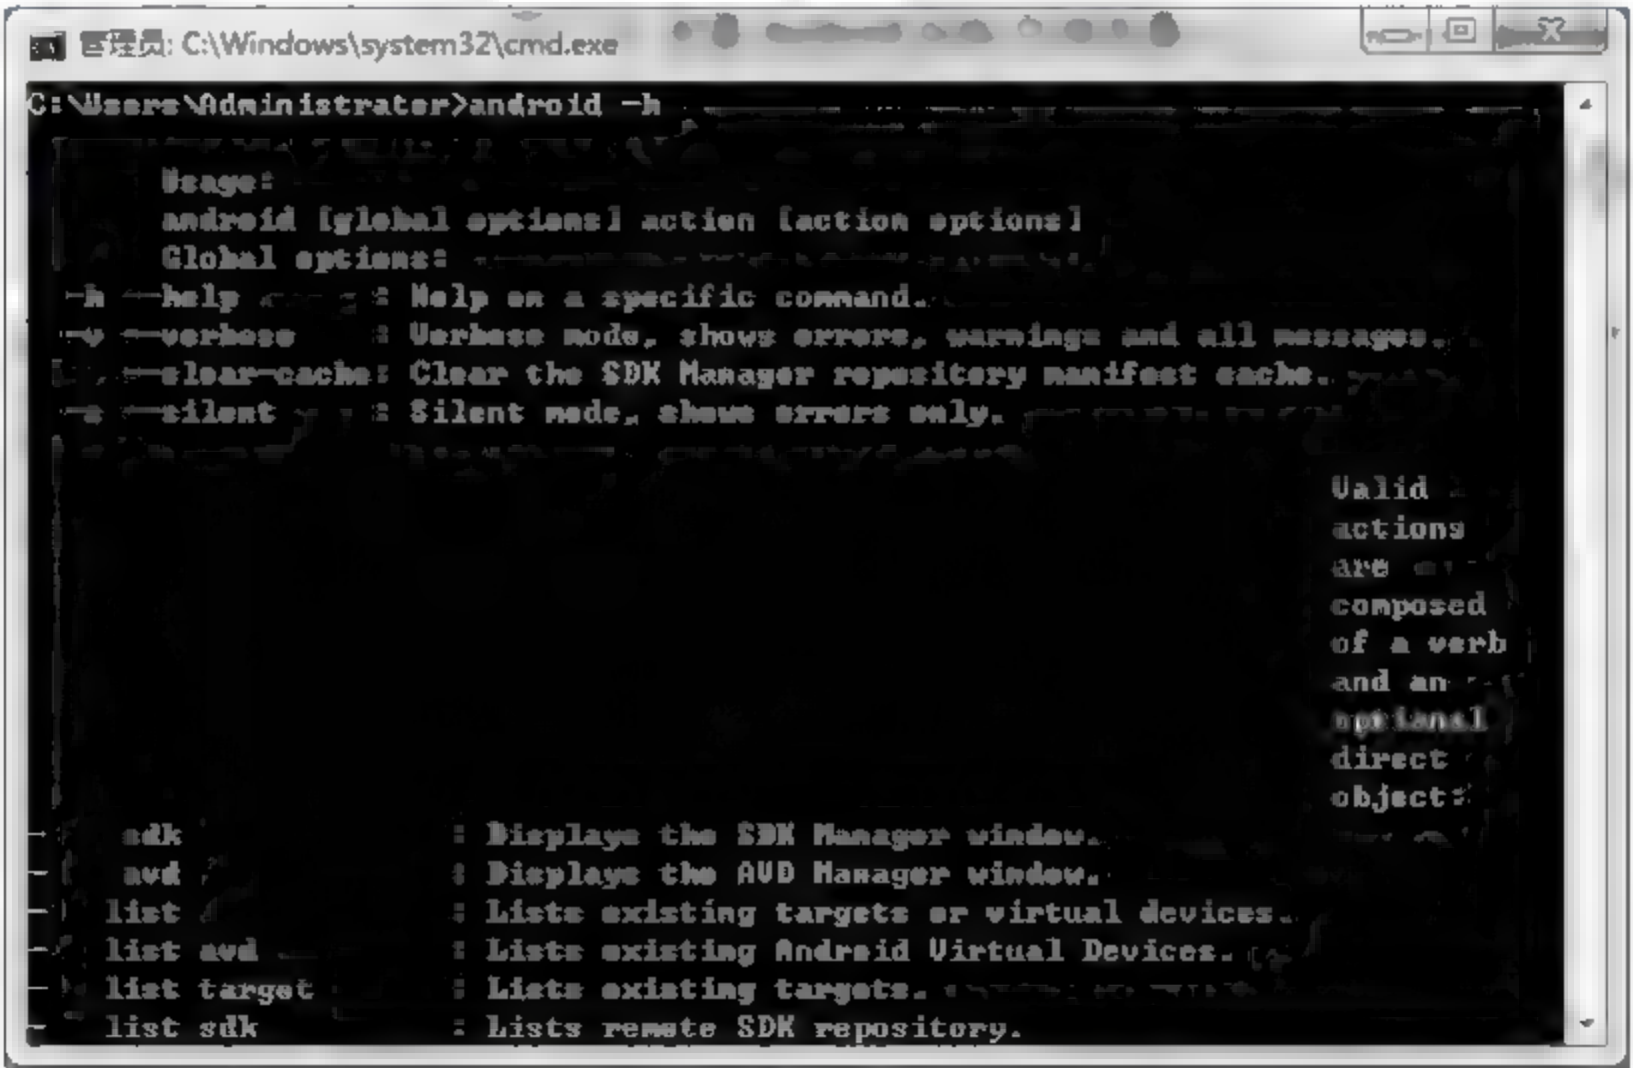 管理员: C:\Windows\system32\cmd.exe
C:\Users\Administrater>android -h
Usage:
android [global options] action [action options]
Global options:
-h --help : Help on a specific command.
-v --verbose : Verbose mode, shows errors, warnings and all messages.
--clear-cache: Clear the SDK Manager repository manifest cache.
-s --silent : Silent mode, shows errors only.
Valid
actions
are
composed
of a verb
and an
optional
direct
object:
- sdk : Displays the SDK Manager window.
- avd : Displays the AVD Manager window.
- list : Lists existing targets or virtual devices.
- list avd : Lists existing Android Virtual Devices.
- list target : Lists existing targets.
- list sdk : Lists remote SDK repository.